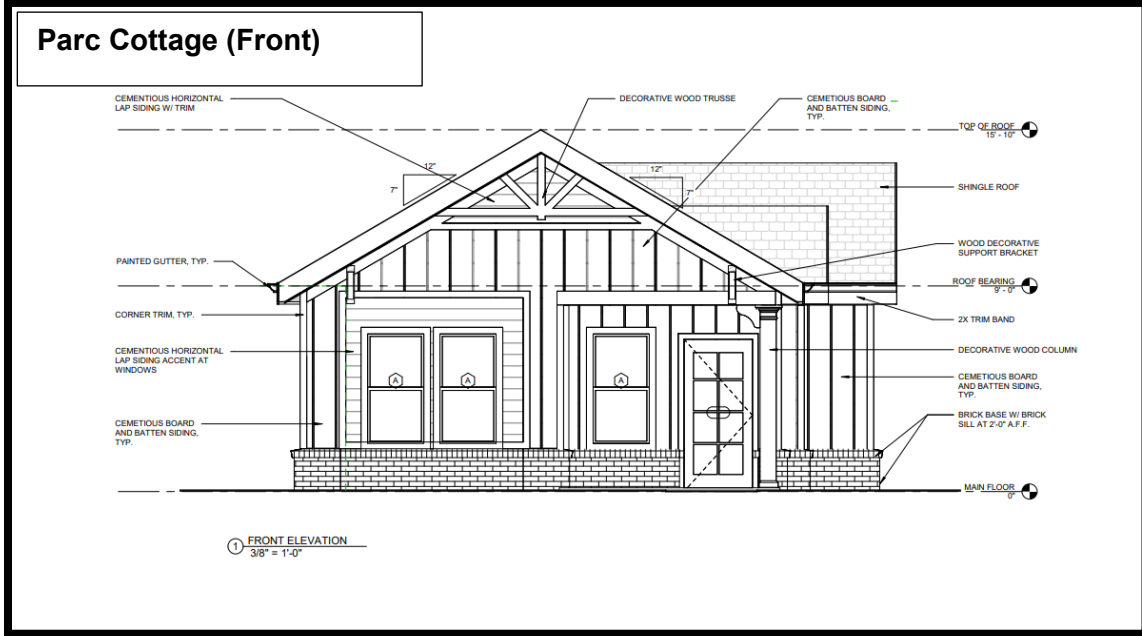 Parc Cottage (Front)
CEMENTIOUS HORIZONTAL
LAP SIDING W/ TRIM
DECORATIVE WOOD TRUSSE
CEMETIOUS BOARD
AND BATTEN SIDING,
TYP.
TOP OF ROOF
15' - 10"
12"
7"
12"
7"
SHINGLE ROOF
PAINTED GUTTER, TYP.
WOOD DECORATIVE
SUPPORT BRACKET
ROOF BEARING
9' - 0"
CORNER TRIM, TYP.
2X TRIM BAND
CEMENTIOUS HORIZONTAL
LAP SIDING ACCENT AT
WINDOWS
DECORATIVE WOOD COLUMN
A
A
A
CEMETIOUS BOARD
AND BATTEN SIDING,
TYP.
CEMETIOUS BOARD
AND BATTEN SIDING,
TYP.
BRICK BASE W/ BRICK
SILL AT 2'-0" A.F.F.
MAIN FLOOR
0"
1
FRONT ELEVATION
3/8" = 1'-0"